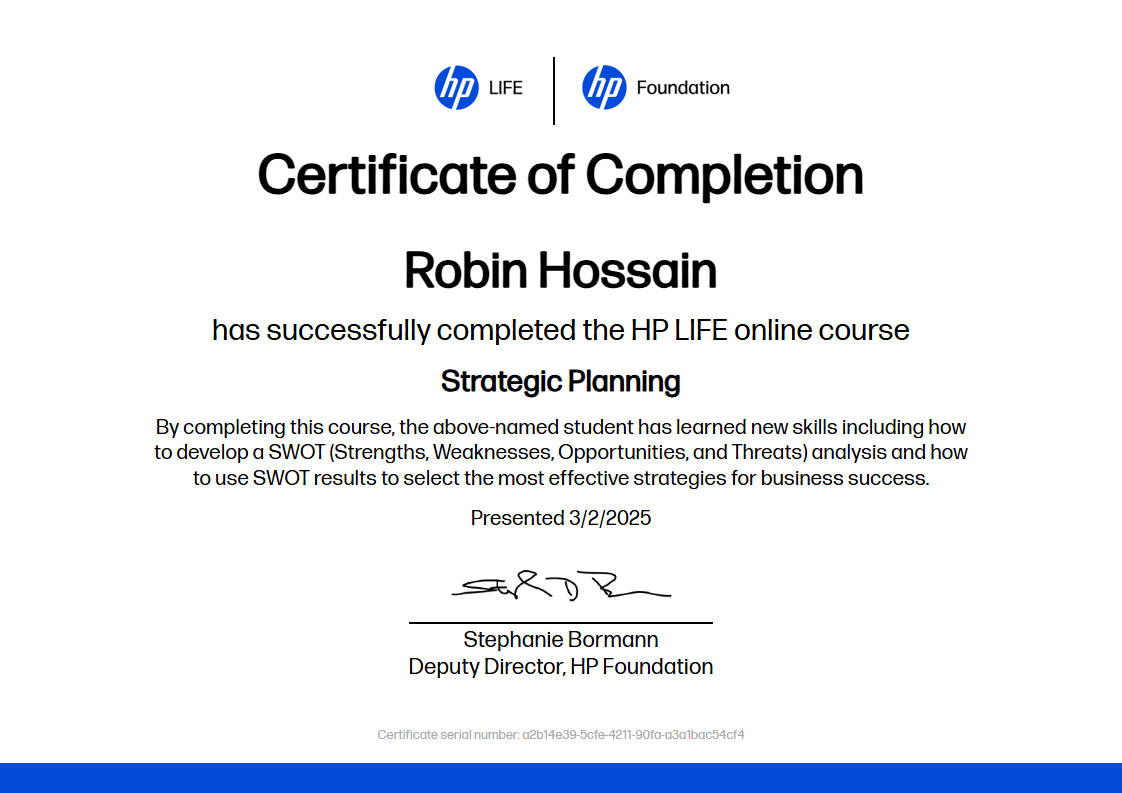 hp LIFE | hp Foundation
Certificate of Completion
Robin Hossain
has successfully completed the HP LIFE online course
Strategic Planning
By completing this course, the above-named student has learned new skills including how
to develop a SWOT (Strengths, Weaknesses, Opportunities, and Threats) analysis and how
to use SWOT results to select the most effective strategies for business success.
Presented 3/2/2025
Stephanie Bormann
Deputy Director, HP Foundation
Certificate serial number: a2b14e39-5cfe-4211-90fa-a3a1bac54cf4